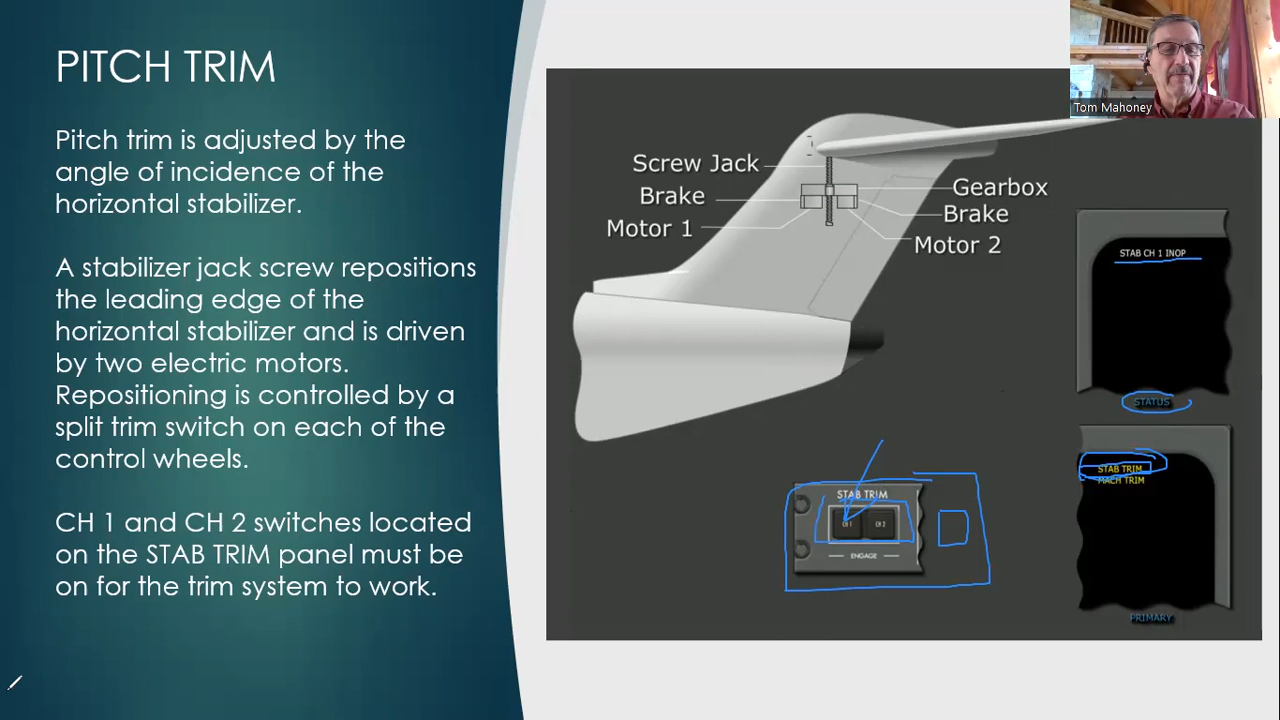 PITCH TRIM
Pitch trim is adjusted by the
angle of incidence of the
horizontal stabilizer.
A stabilizer jack screw repositions
the leading edge of the
horizontal stabilizer and is driven
by two electric motors.
Repositioning is controlled by a
split trim switch on each of the
control wheels.
CH 1 and CH 2 switches located
on the STAB TRIM panel must be
on for the trim system to work.
Tom Mahoney
Screw Jack
Brake
Motor 1
Gearbox
Brake
Motor 2
STAB CH 1 INOP
STATUS
STAB TRIM
MACH TRIM
PRIMARY
STAB TRIM
CH 1
CH 2
ENGAGE